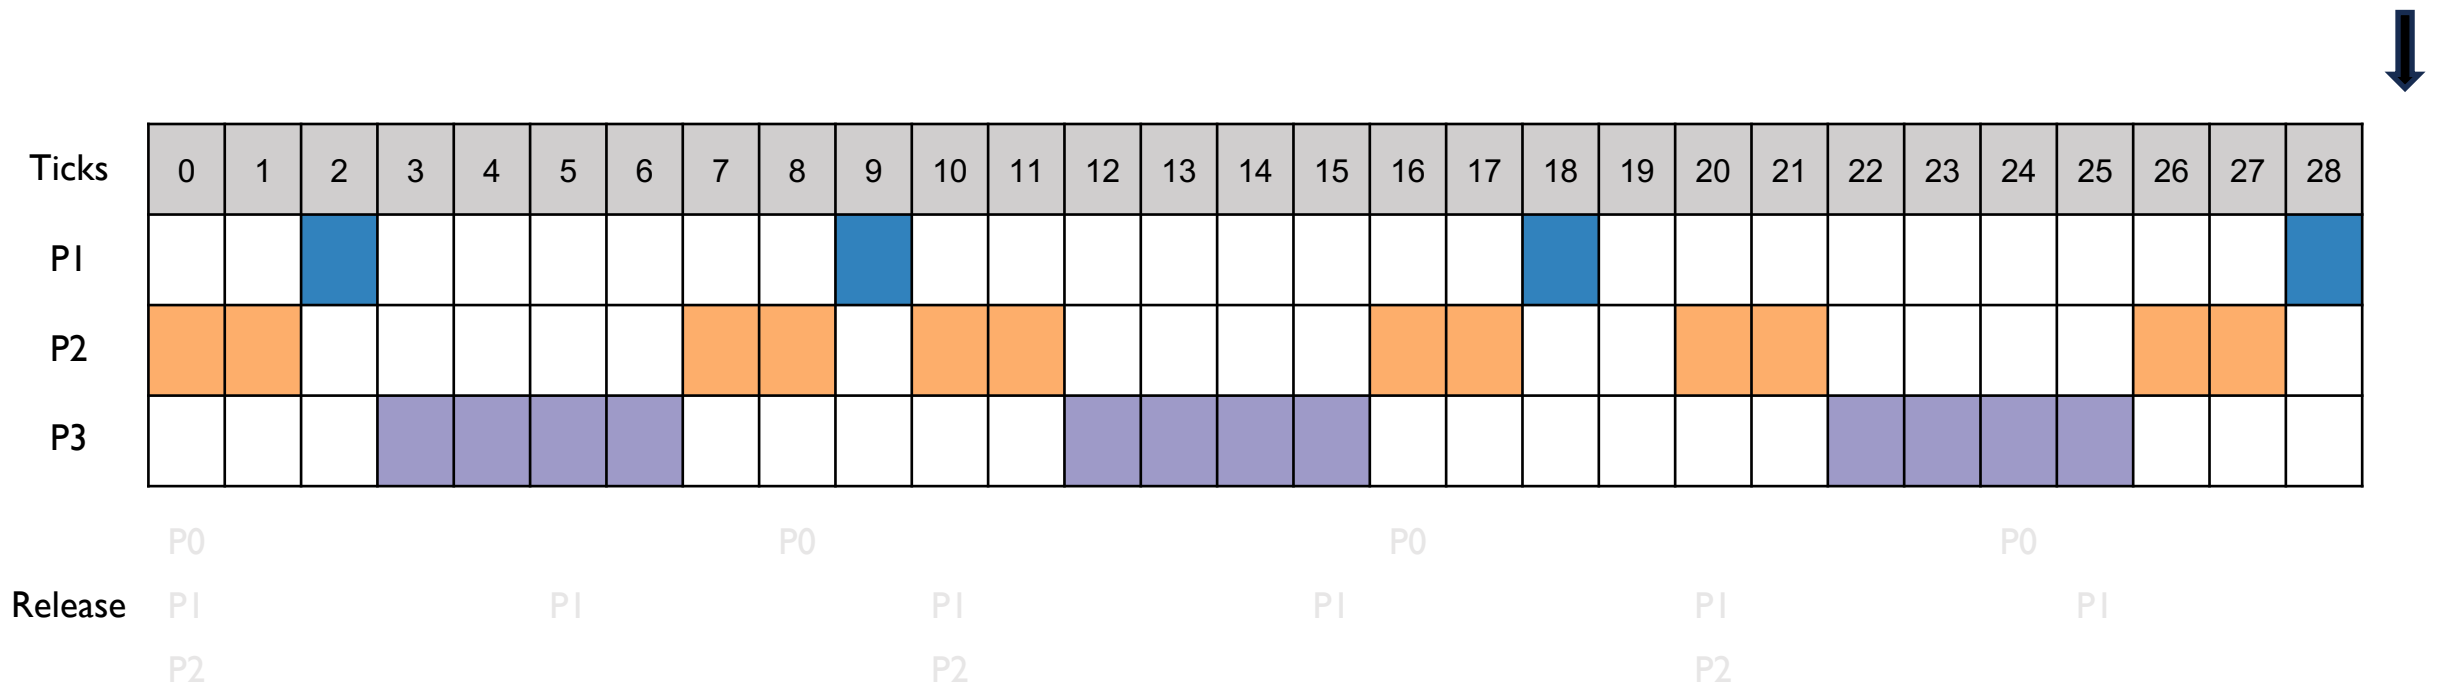 Ticks 0 1 2 3 4 5 6 7 8 9 10 11 12 13 14 15 16 17 18 19 20 21 22 23 24 25 26 27 28
P1
P2
P3
P0 P0 P0 P0
Release P1 P1 P1 P1 P1 P1
P2 P2 P2